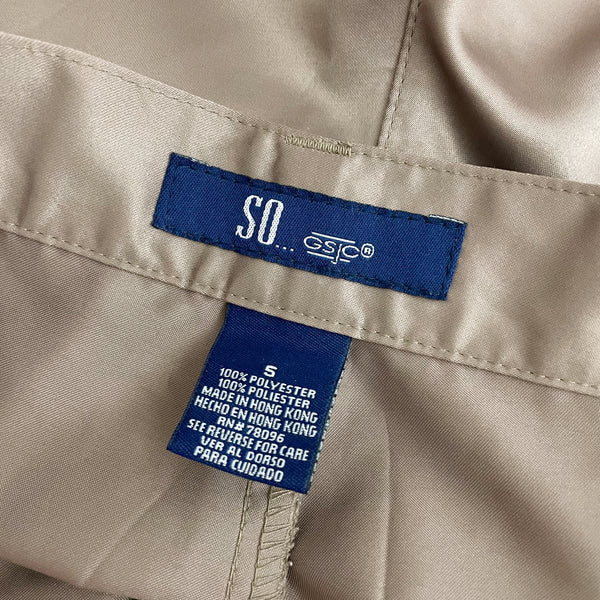 SO... GSJC®
5
100% POLYESTER
100% POLIESTER
MADE IN HONG KONG
HECHO EN HONG KONG
RN# 78096
SEE REVERSE FOR CARE
VER AL DORSO
PARA CUIDADO